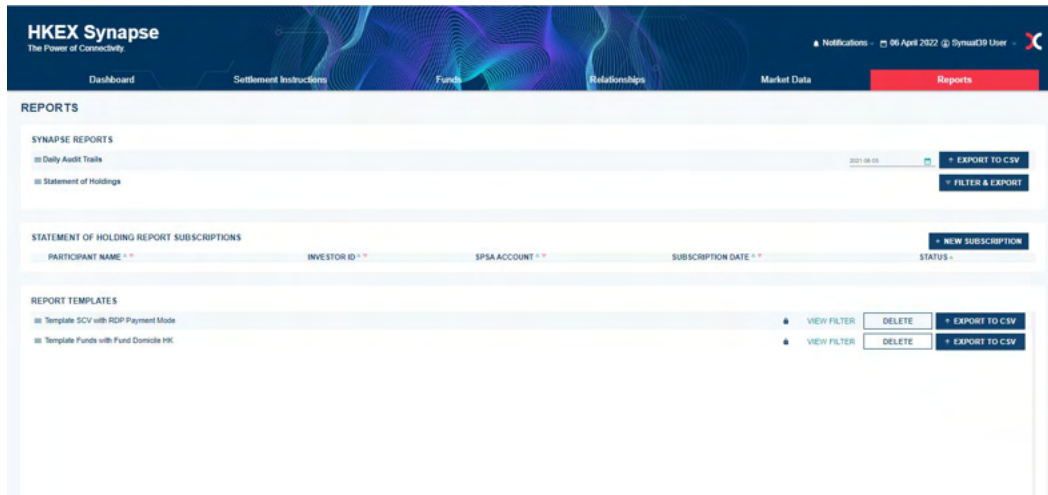 HKEX Synapse
The Power of Connectivity.
Notifications 06 April 2022 Synuat39 User
Dashboard Settlement Instructions Funds Relationships Market Data Reports
REPORTS
SYNAPSE REPORTS
Daily Audit Trails + EXPORT TO CSV
Statement of Holdings FILTER & EXPORT
STATEMENT OF HOLDING REPORT SUBSCRIPTIONS
+ NEW SUBSCRIPTION
PARTICIPANT NAME INVESTOR ID SPSA ACCOUNT SUBSCRIPTION DATE STATUS
REPORT TEMPLATES
Template SCV with RDP Payment Mode VIEW FILTER DELETE + EXPORT TO CSV
Template Funds with Fund Domicile HK VIEW FILTER DELETE + EXPORT TO CSV